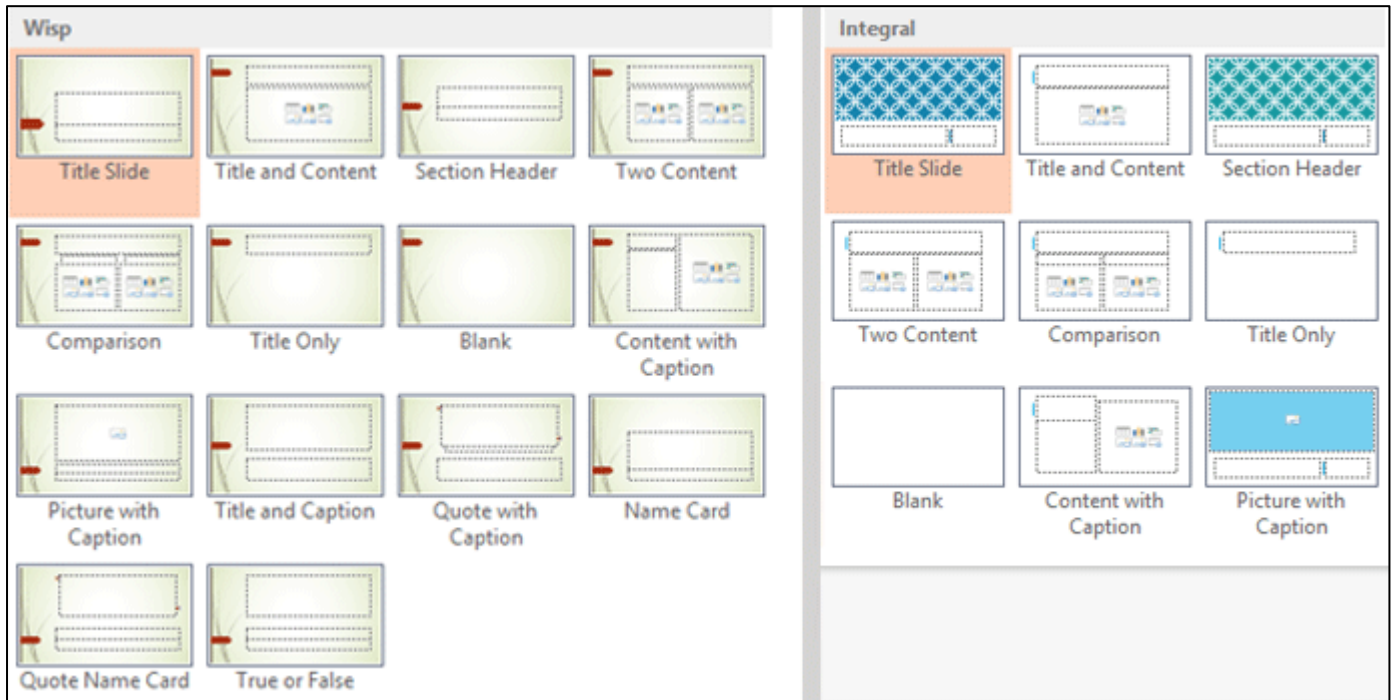 Wisp
Title Slide
Title and Content
Section Header
Two Content
Comparison
Title Only
Blank
Content with
Caption
Picture with
Caption
Title and Caption
Quote with
Caption
Name Card
Quote Name Card
True or False
Integral
Title Slide
Title and Content
Section Header
Two Content
Comparison
Title Only
Blank
Content with
Caption
Picture with
Caption